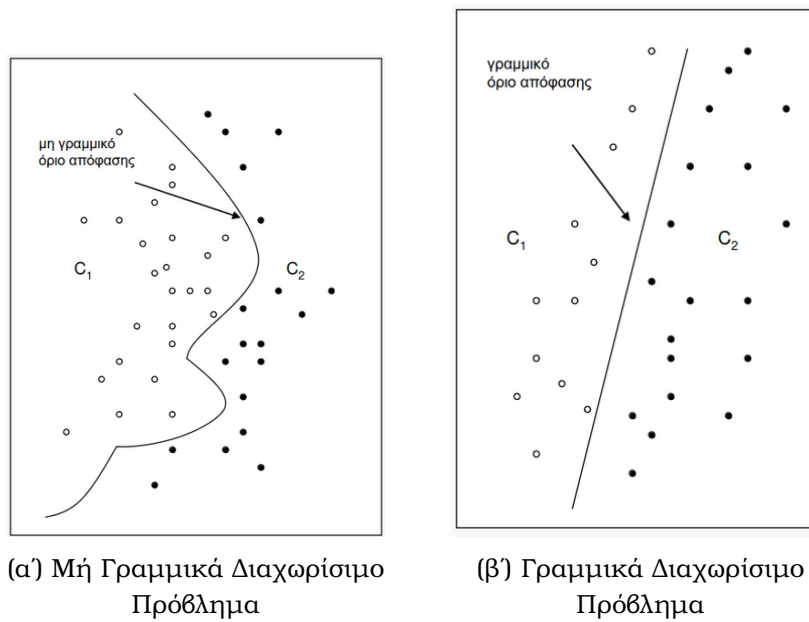 μη γραμμικό
όριο απόφασης
C₁
C₂
(α΄) Μή Γραμμικά Διαχωρίσιμο
Πρόβλημα
γραμμικό
όριο απόφασης
C₁
C₂
(β΄) Γραμμικά Διαχωρίσιμο
Πρόβλημα